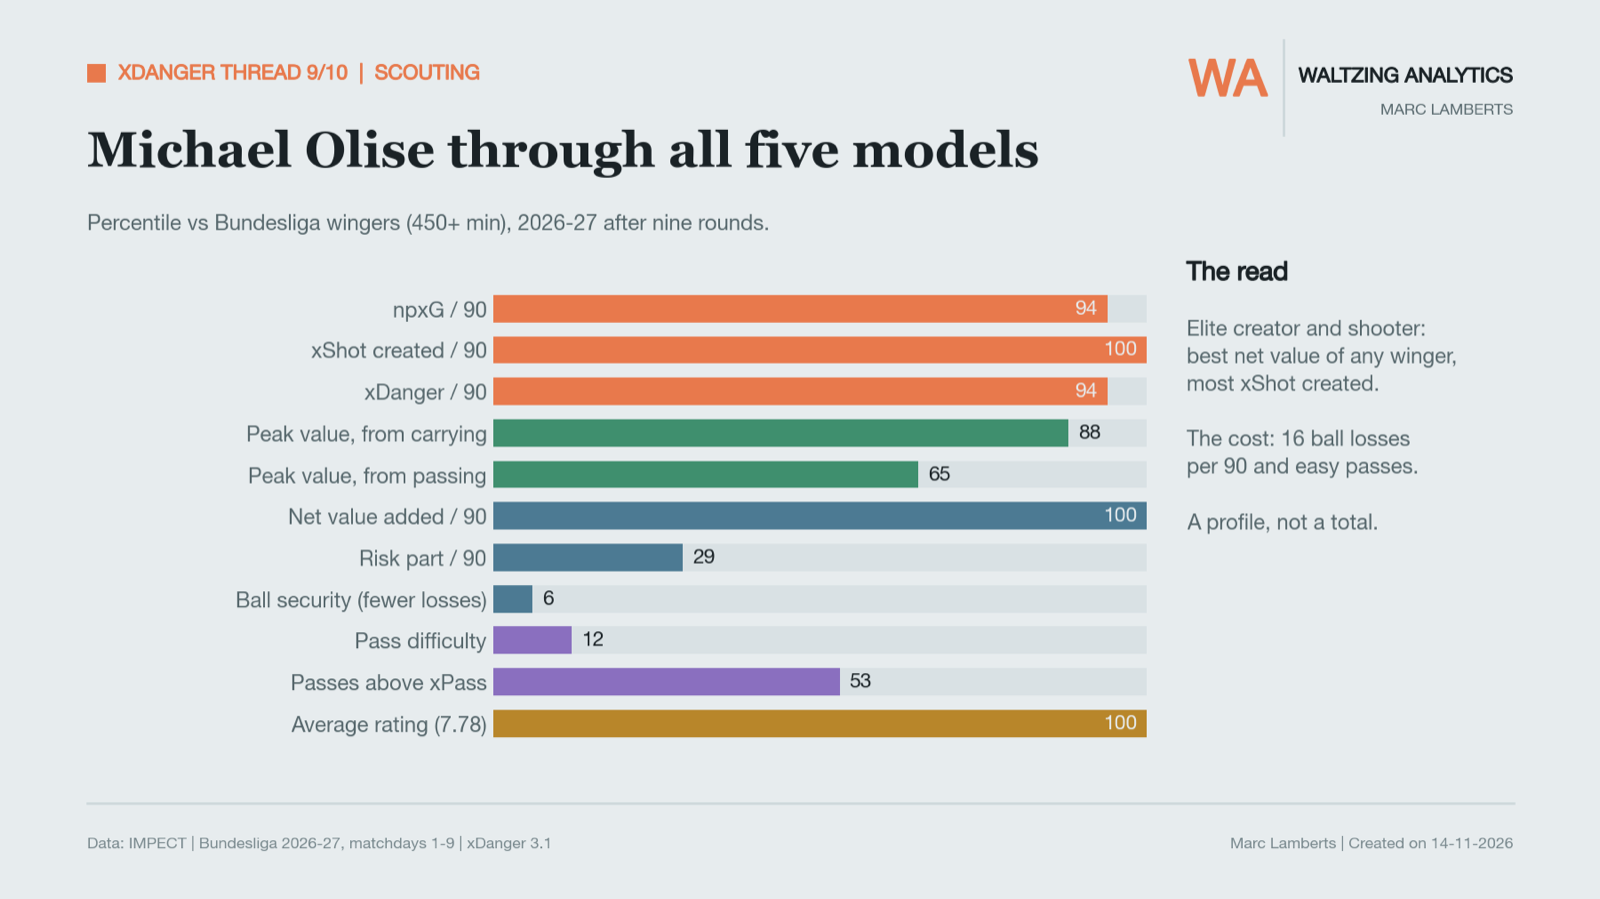 XDANGER THREAD 9/10 | SCOUTING
WA
WALTZING ANALYTICS
MARC LAMBERTS
Michael Olise through all five models
Percentile vs Bundesliga wingers (450+ min), 2026-27 after nine rounds.
npxG / 90 94
xShot created / 90 100
xDanger / 90 94
Peak value, from carrying 88
Peak value, from passing 65
Net value added / 90 100
Risk part / 90 29
Ball security (fewer losses) 6
Pass difficulty 12
Passes above xPass 53
Average rating (7.78) 100
The read
Elite creator and shooter:
best net value of any winger,
most xShot created.
The cost: 16 ball losses
per 90 and easy passes.
A profile, not a total.
Data: IMPECT | Bundesliga 2026-27, matchdays 1-9 | xDanger 3.1
Marc Lamberts | Created on 14-11-2026